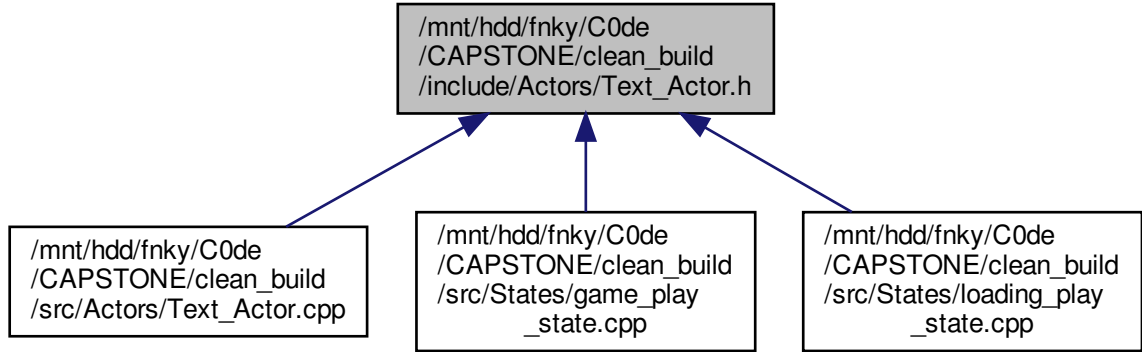 /mnt/hdd/fnky/C0de
/CAPSTONE/clean_build
/include/Actors/Text_Actor.h
/mnt/hdd/fnky/C0de
/CAPSTONE/clean_build
/src/Actors/Text_Actor.cpp
/mnt/hdd/fnky/C0de
/CAPSTONE/clean_build
/src/States/game_play
_state.cpp
/mnt/hdd/fnky/C0de
/CAPSTONE/clean_build
/src/States/loading_play
_state.cpp